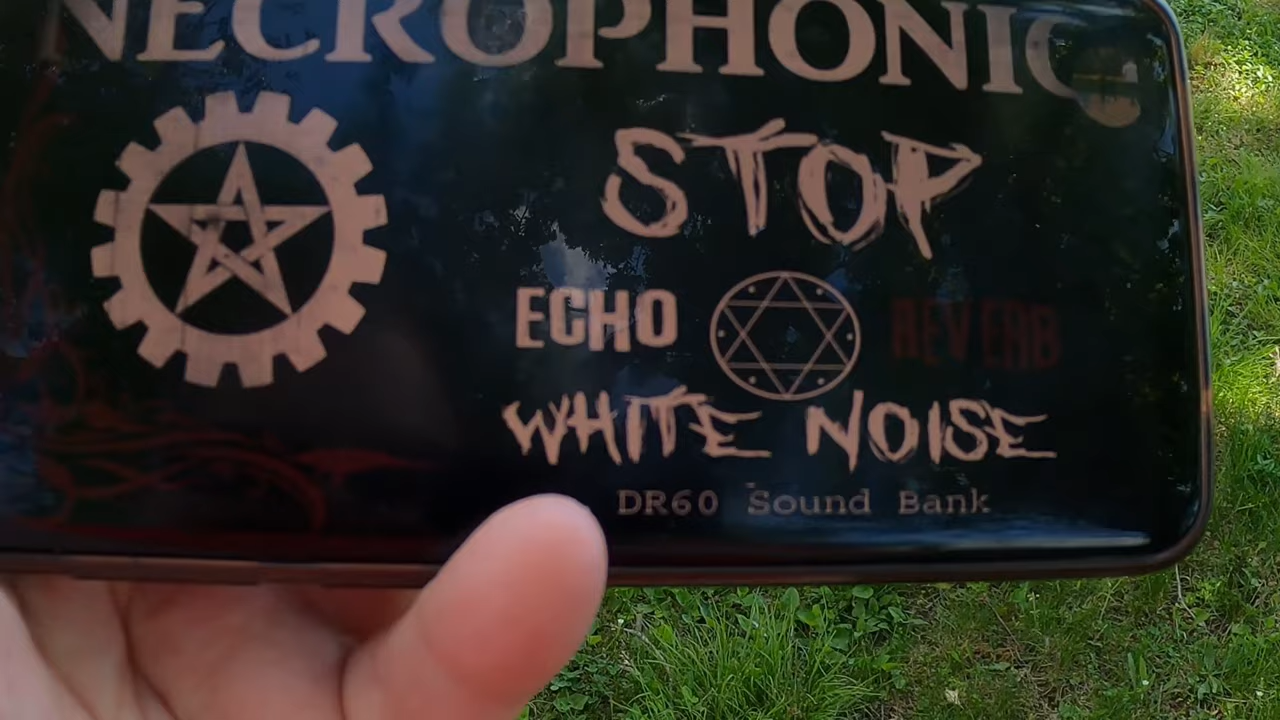 NECROPHONIC
STOP
ECHO REVERB
WHITE NOISE
DR60 Sound Bank